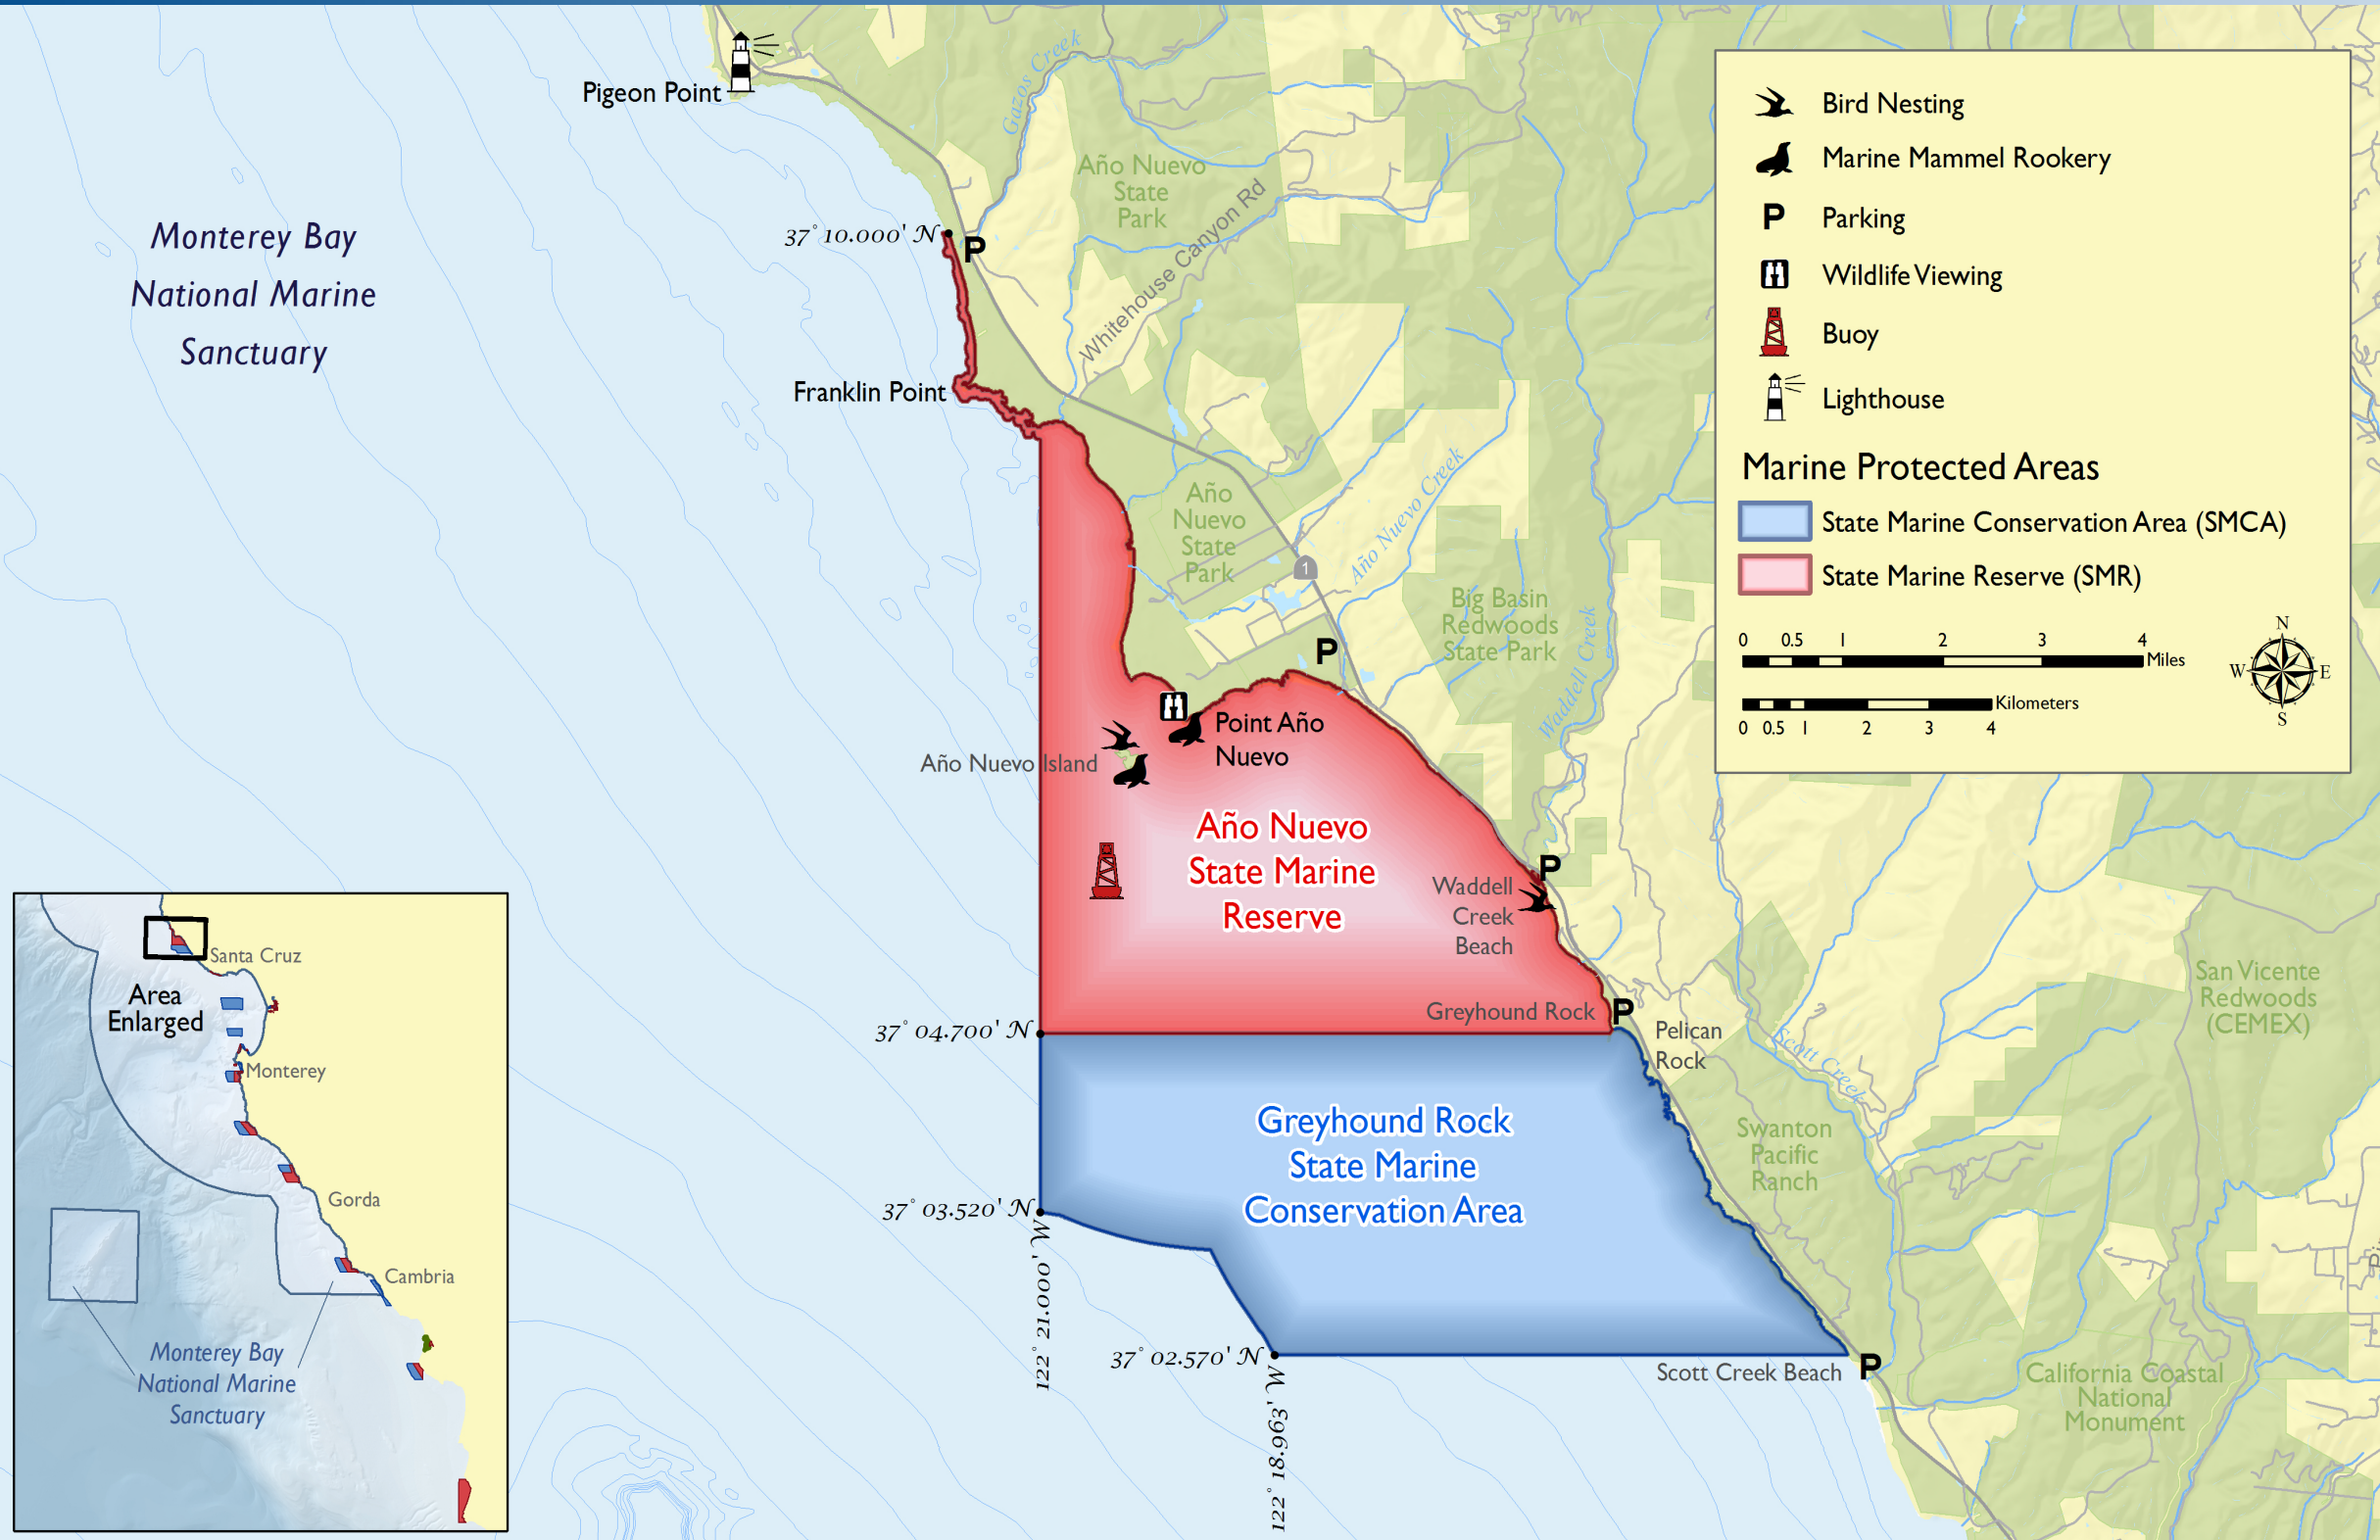 Pigeon Point
Gazos Creek
Año Nuevo
State
Park
Whitehouse Canyon Rd
Monterey Bay
National Marine
Sanctuary
37° 10.000' N
P
Franklin Point
Año
Nuevo
State
Park
1
Año Nuevo Creek
Big Basin
Redwoods
State Park
Waddell Creek
P
Point Año
Nuevo
Año Nuevo Island
Año Nuevo
State Marine
Reserve
P
Waddell
Creek
Beach
Greyhound Rock
P
Pelican
Rock
37° 04.700' N
Scott Creek
San Vicente
Redwoods
(CEMEX)
Greyhound Rock
State Marine
Conservation Area
Swanton
Pacific
Ranch
37° 03.520' N
122° 21.000' W
37° 02.570' N
122° 18.963' W
Scott Creek Beach
P
California Coastal
National
Monument
Bird Nesting
Marine Mammel Rookery
P Parking
Wildlife Viewing
Buoy
Lighthouse
Marine Protected Areas
State Marine Conservation Area (SMCA)
State Marine Reserve (SMR)
0 0.5 1 2 3 4
Miles
Kilometers
0 0.5 1 2 3 4
N
W E
S
Santa Cruz
Area
Enlarged
Monterey
Gorda
Cambria
Monterey Bay
National Marine
Sanctuary